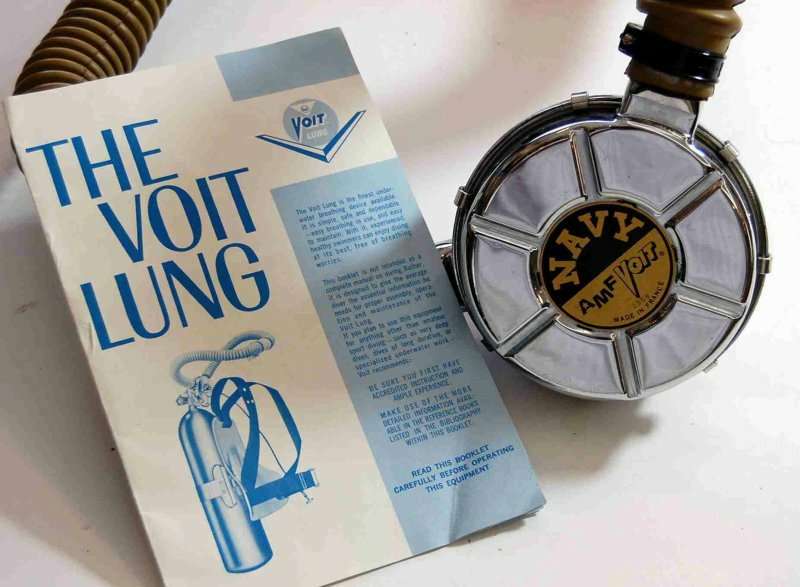 THE
VOIT
LUNG
VOIT
LUNG
The Voit Lung is the finest under-
water breathing device available.
It is simple, safe and dependable
—easy breathing in use, and easy
to maintain. With it, experienced,
healthy swimmers can enjoy diving
at its best, free of breathing
worries.
This booklet is not intended as a
complete manual on diving. Rather
it is designed to give the average
diver the essential information he
needs for proper assembly, opera-
tion and maintenance of the
Voit Lung.
If you plan to use this equipment
for anything other than normal
sport diving—such as very deep
dives, dives of long duration, or
specialized underwater work—
Voit recommends:
BE SURE YOU FIRST HAVE
ACCREDITED INSTRUCTION AND
AMPLE EXPERIENCE.
MAKE USE OF THE MORE
DETAILED INFORMATION AVAIL-
ABLE IN THE REFERENCE BOOKS
LISTED IN THE BIBLIOGRAPHY
WITHIN THIS BOOKLET.
READ THIS BOOKLET
CAREFULLY BEFORE OPERATING
THIS EQUIPMENT
NAVY
AMF VOIT®
MADE IN FRANCE